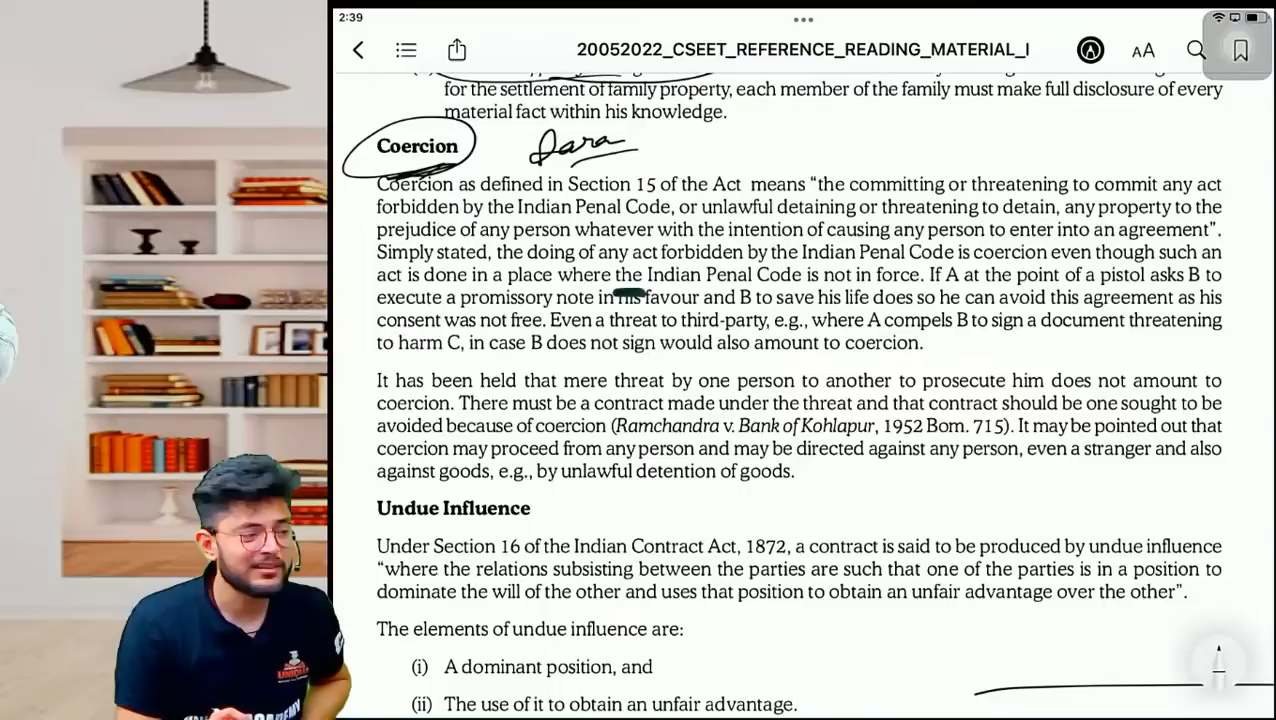 2:39
20052022_CSEET_REFERENCE_READING_MATERIAL_I
AA
for the settlement of family property, each member of the family must make full disclosure of every
material fact within his knowledge.
Coercion
Coercion as defined in Section 15 of the Act means “the committing or threatening to commit any act
forbidden by the Indian Penal Code, or unlawful detaining or threatening to detain, any property to the
prejudice of any person whatever with the intention of causing any person to enter into an agreement”.
Simply stated, the doing of any act forbidden by the Indian Penal Code is coercion even though such an
act is done in a place where the Indian Penal Code is not in force. If A at the point of a pistol asks B to
execute a promissory note in favour and B to save his life does so he can avoid this agreement as his
consent was not free. Even a threat to third-party, e.g., where A compels B to sign a document threatening
to harm C, in case B does not sign would also amount to coercion.
It has been held that mere threat by one person to another to prosecute him does not amount to
coercion. There must be a contract made under the threat and that contract should be one sought to be
avoided because of coercion (Ramchandra v. Bank of Kohlapur, 1952 Bom. 715). It may be pointed out that
coercion may proceed from any person and may be directed against any person, even a stranger and also
against goods, e.g., by unlawful detention of goods.
Undue Influence
Under Section 16 of the Indian Contract Act, 1872, a contract is said to be produced by undue influence
“where the relations subsisting between the parties are such that one of the parties is in a position to
dominate the will of the other and uses that position to obtain an unfair advantage over the other”.
The elements of undue influence are:
(i) A dominant position, and
(ii) The use of it to obtain an unfair advantage.